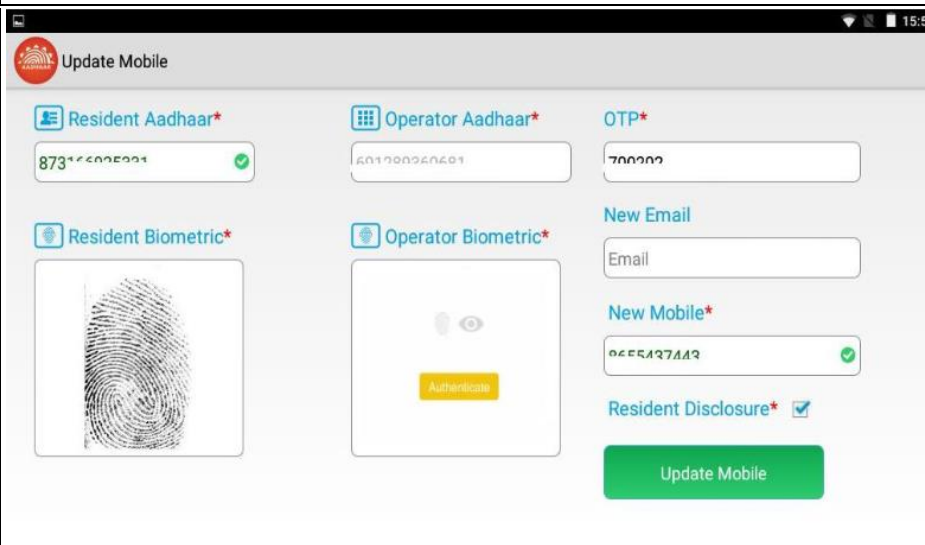 AADHAAR
Update Mobile
Resident Aadhaar*
Operator Aadhaar*
OTP*
New Email
Resident Biometric*
Operator Biometric*
Email
New Mobile*
Authenticate
Resident Disclosure*
Update Mobile